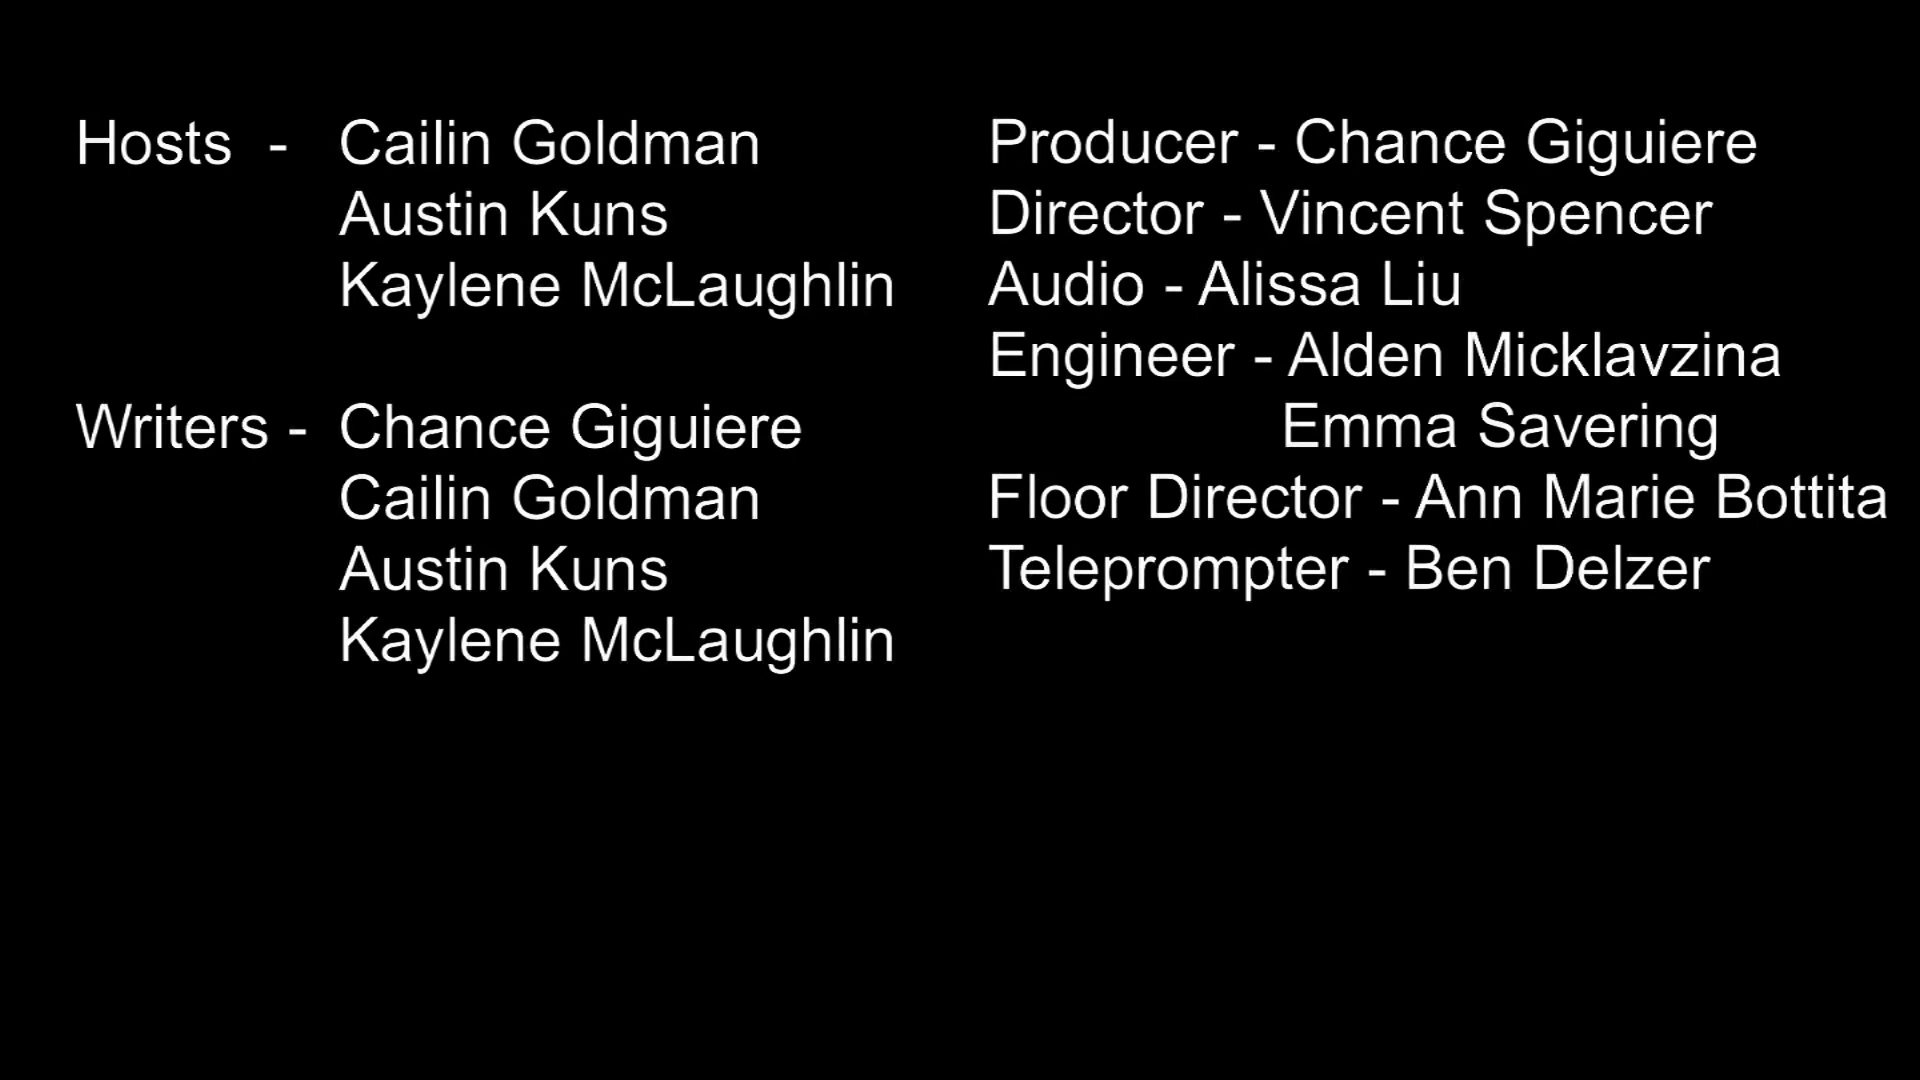 Hosts - Cailin Goldman
Austin Kuns
Kaylene McLaughlin
Writers - Chance Giguiere
Cailin Goldman
Austin Kuns
Kaylene McLaughlin
Producer - Chance Giguiere
Director - Vincent Spencer
Audio - Alissa Liu
Engineer - Alden Micklavzina
Emma Savering
Floor Director - Ann Marie Bottita
Teleprompter - Ben Delzer